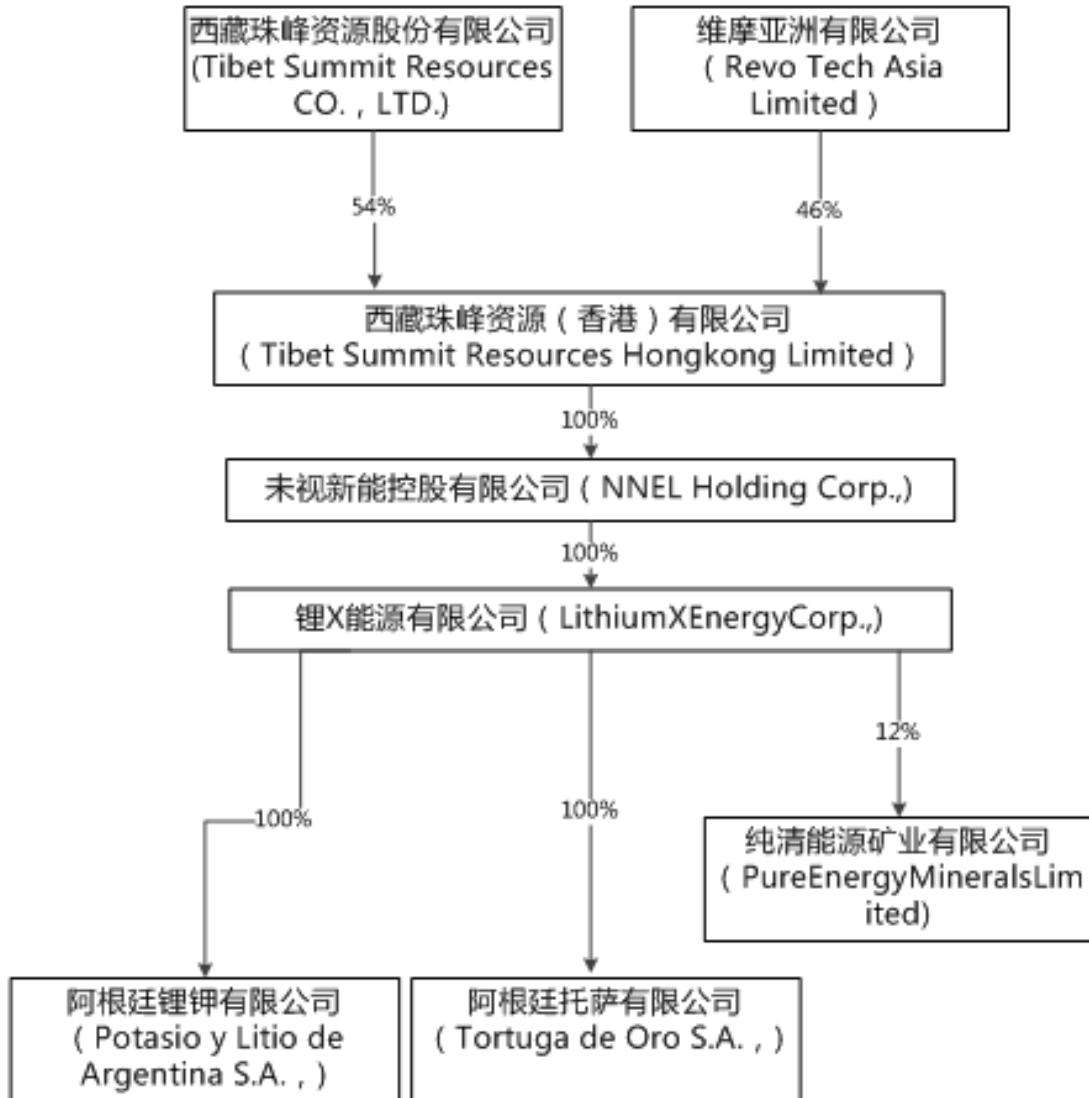 西藏珠峰资源股份有限公司
(Tibet Summit Resources
CO.，LTD.)
维摩亚洲有限公司
（Revo Tech Asia
Limited）
54%
46%
西藏珠峰资源（香港）有限公司
（Tibet Summit Resources Hongkong Limited）
100%
未视新能控股有限公司（NNEL Holding Corp.,)
100%
锂X能源有限公司（LithiumXEnergyCorp.,)
12%
100%
100%
纯清能源矿业有限公司
（PureEnergyMineralsLim
ited)
阿根廷锂钾有限公司
（Potasio y Litio de
Argentina S.A.，)
阿根廷托萨有限公司
（Tortuga de Oro S.A.，)